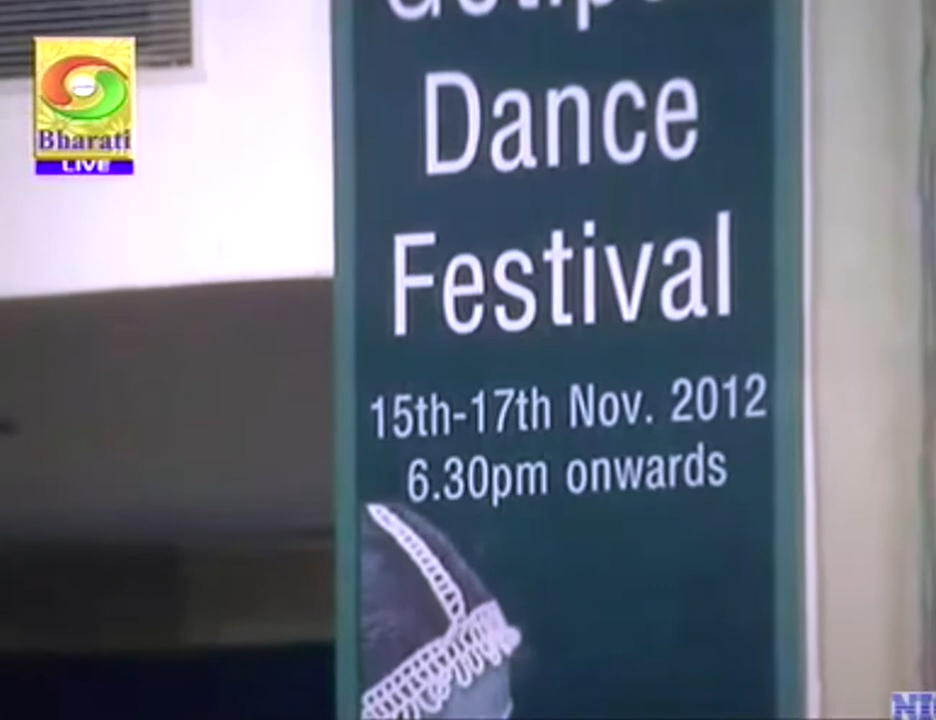 Bharati
LIVE
Dance
Festival
15th-17th Nov. 2012
6.30pm onwards